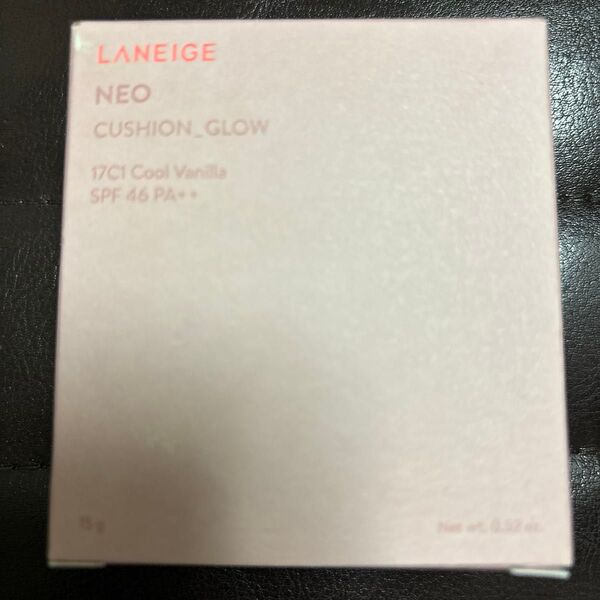 LANEIGE
NEO
CUSHION_GLOW
17C1 Cool Vanilla
SPF 46 PA++
15 g
Net wt. 0.52 oz.